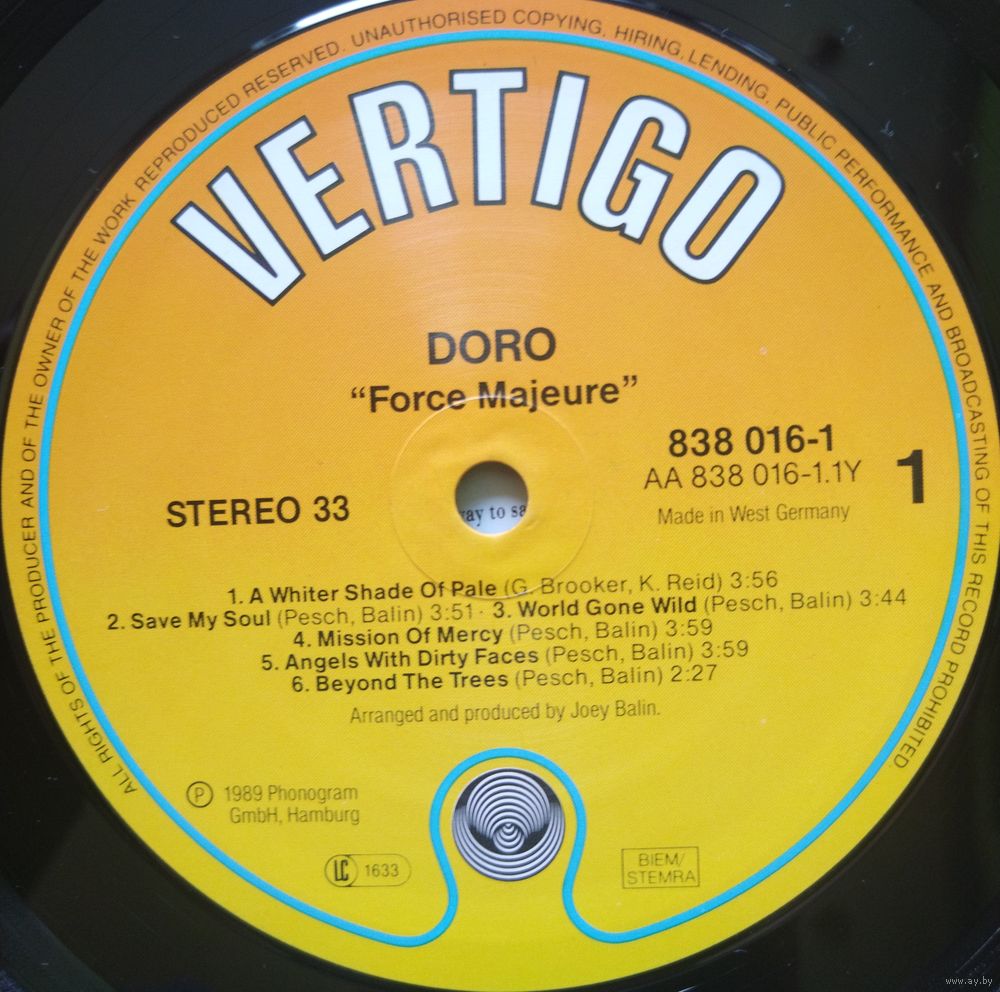 ALL RIGHTS OF THE PRODUCER AND OF THE OWNER OF THE WORK REPRODUCED RESERVED. UNAUTHORISED COPYING, HIRING, LENDING, PUBLIC PERFORMANCE AND BROADCASTING OF THIS RECORD PROHIBITED
VERTIGO
DORO
“Force Majeure”
838 016-1
AA 838 016-1.1Y
1
STEREO 33
Made in West Germany
ay to sa
1. A Whiter Shade Of Pale (G. Brooker, K. Reid) 3:56
2. Save My Soul (Pesch, Balin) 3:51 · 3. World Gone Wild (Pesch, Balin) 3:44
4. Mission Of Mercy (Pesch, Balin) 3:59
5. Angels With Dirty Faces (Pesch, Balin) 3:59
6. Beyond The Trees (Pesch, Balin) 2:27
Arranged and produced by Joey Balin.
Ⓟ 1989 Phonogram
GmbH, Hamburg
LC 1633
BIEM/
STEMRA
www.ay.by